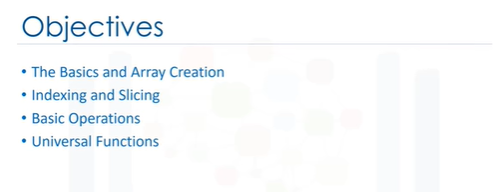 Objectives
• The Basics and Array Creation
• Indexing and Slicing
• Basic Operations
• Universal Functions